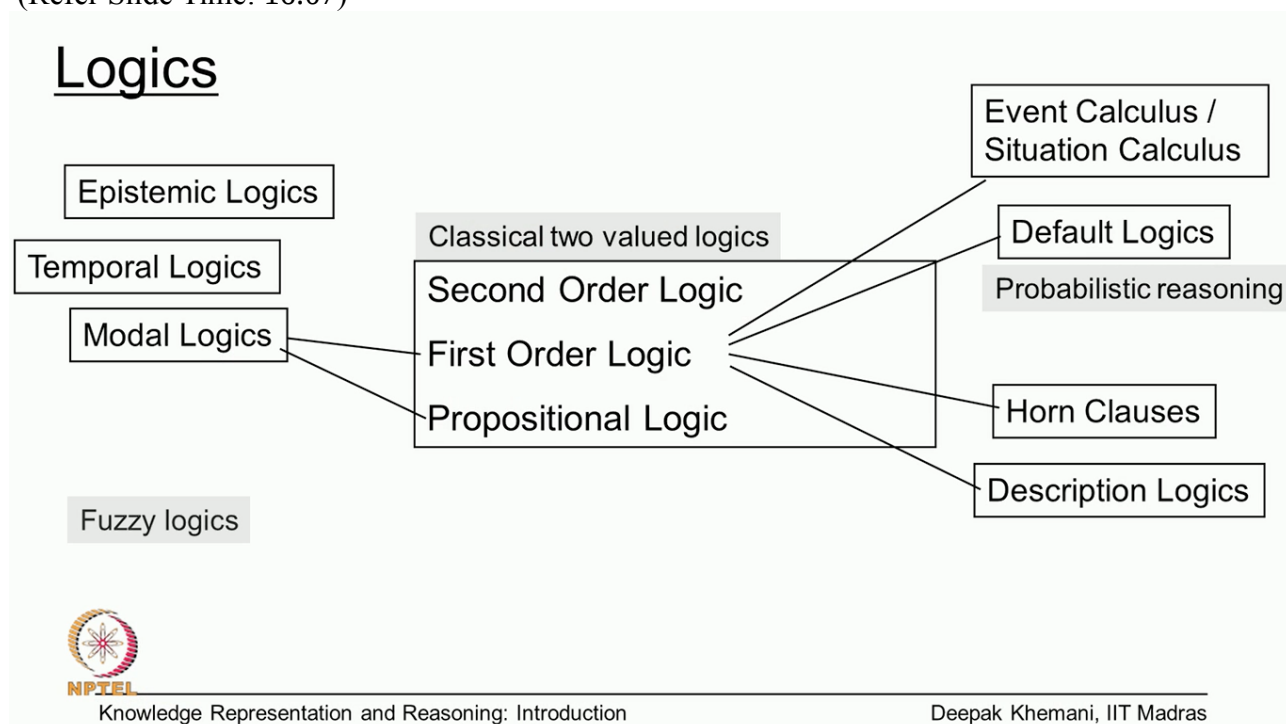 (Refer Slide Time: 16:07)
Logics
Event Calculus /
Situation Calculus
Epistemic Logics
Classical two valued logics
Default Logics
Temporal Logics
Second Order Logic
Probabilistic reasoning
Modal Logics
First Order Logic
Propositional Logic
Horn Clauses
Description Logics
Fuzzy logics
NPTEL
Knowledge Representation and Reasoning: Introduction
Deepak Khemani, IIT Madras